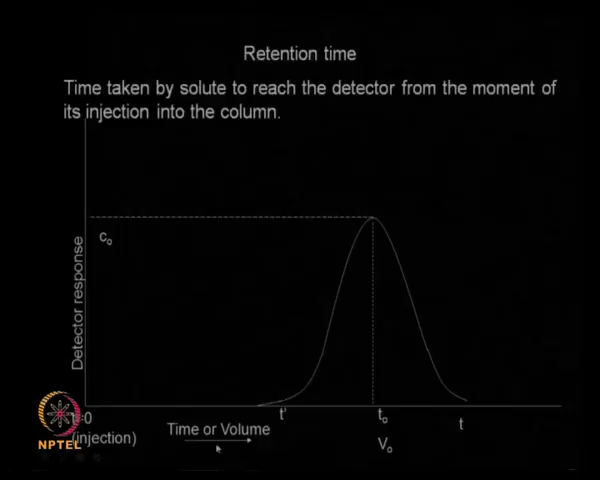 Retention time
Time taken by solute to reach the detector from the moment of
its injection into the column.
c₀
Detector response
t=0
(injection)
t'
t₀
t
Time or Volume
V₀
NPTEL